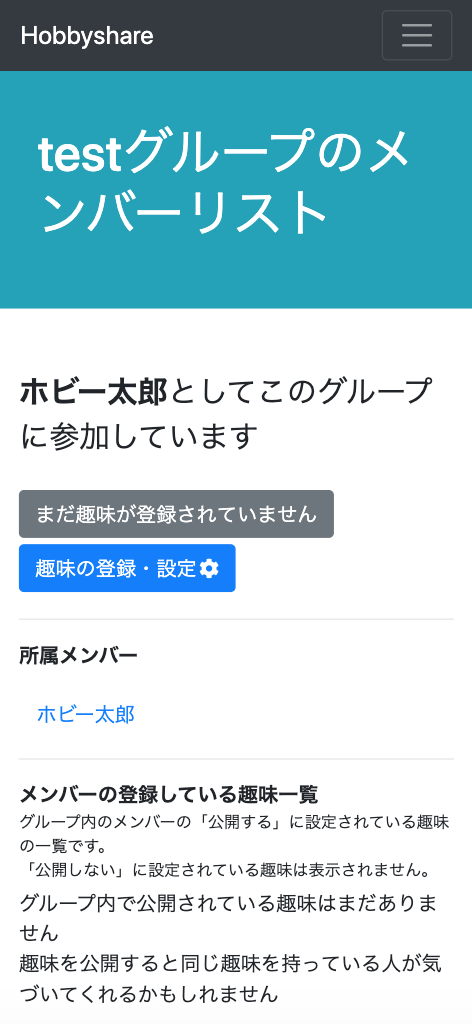 Hobbyshare
testグループのメ
ンバーリスト
ホビー太郎としてこのグループ
に参加しています
まだ趣味が登録されていません
趣味の登録・設定
所属メンバー
ホビー太郎
メンバーの登録している趣味一覧
グループ内のメンバーの「公開する」に設定されている趣味
の一覧です。
「公開しない」に設定されている趣味は表示されません。
グループ内で公開されている趣味はまだありま
せん
趣味を公開すると同じ趣味を持っている人が気
づいてくれるかもしれません